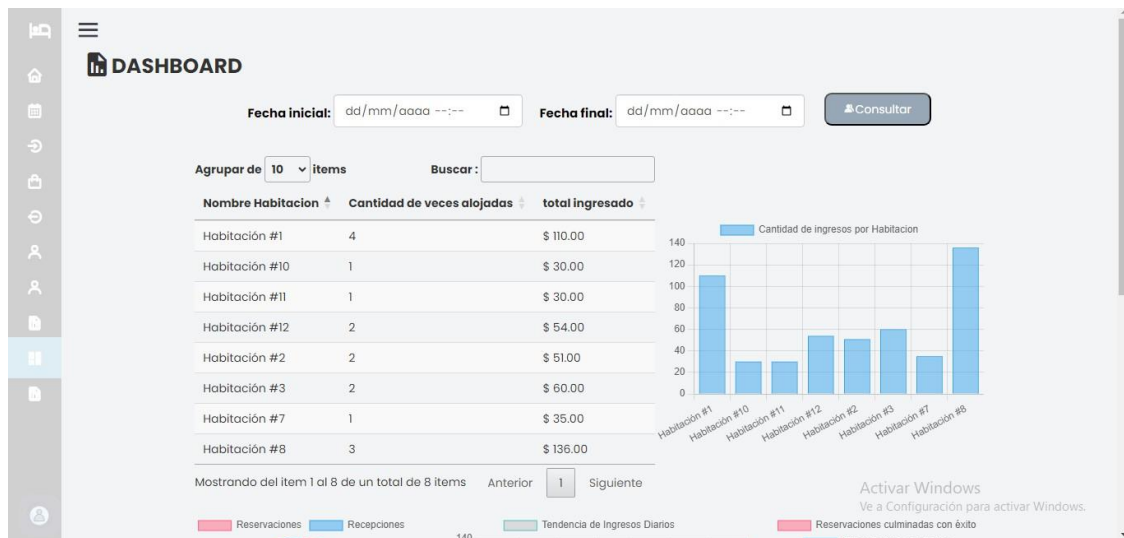 DASHBOARD
Fecha inicial: dd/mm/aaaa --:-- Fecha final: dd/mm/aaaa --:-- Consultar
Agrupar de 10 items Buscar :
Nombre Habitacion Cantidad de veces alojadas total ingresado
Habitación #1 4 $ 110.00
Habitación #10 1 $ 30.00
Habitación #11 1 $ 30.00
Habitación #12 2 $ 54.00
Habitación #2 2 $ 51.00
Habitación #3 2 $ 60.00
Habitación #7 1 $ 35.00
Habitación #8 3 $ 136.00
Mostrando del item 1 al 8 de un total de 8 items Anterior 1 Siguiente
Cantidad de ingresos por Habitacion
140
120
100
80
60
40
20
0
Habitación #1 Habitación #10 Habitación #11 Habitación #12 Habitación #2 Habitación #3 Habitación #7 Habitación #8
Activar Windows
Ve a Configuración para activar Windows.
Reservaciones Recepciones Tendencia de Ingresos Diarios Reservaciones culminadas con èxito
140